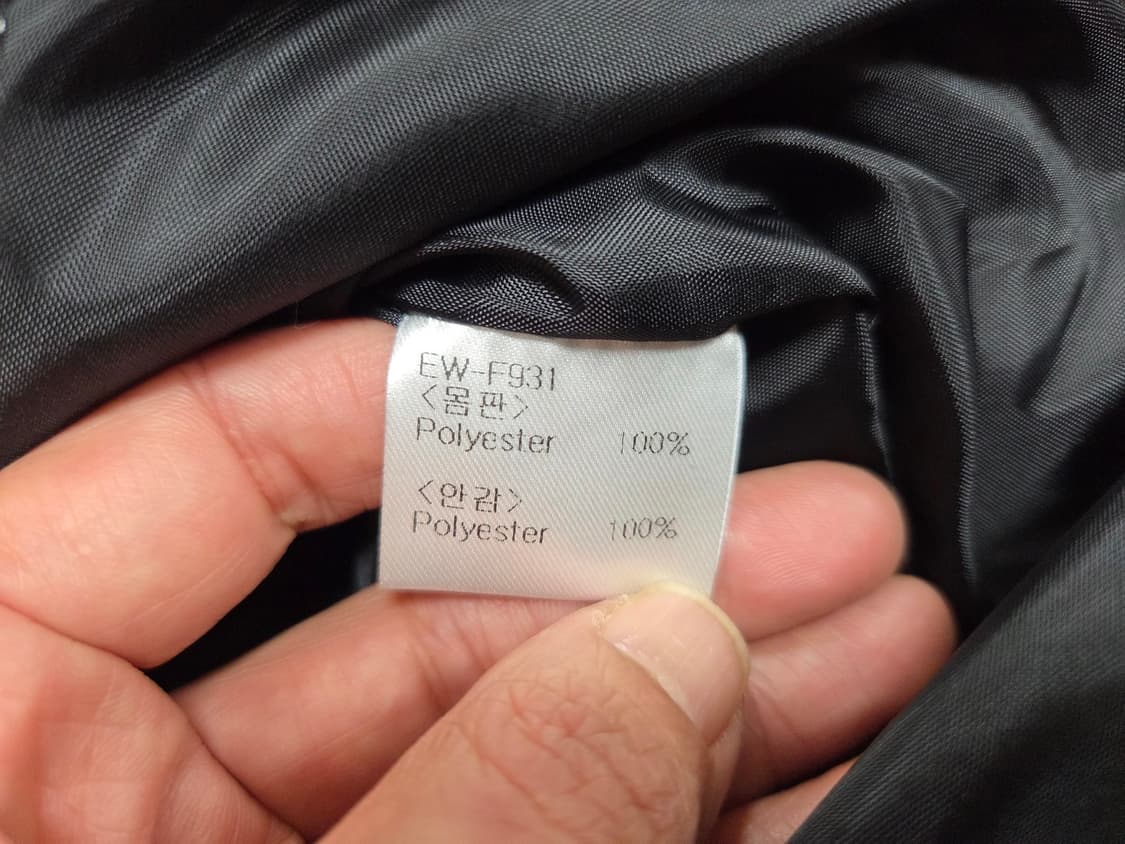 EW-F931
<몸판>
Polyester 100%
<안감>
Polyester 100%